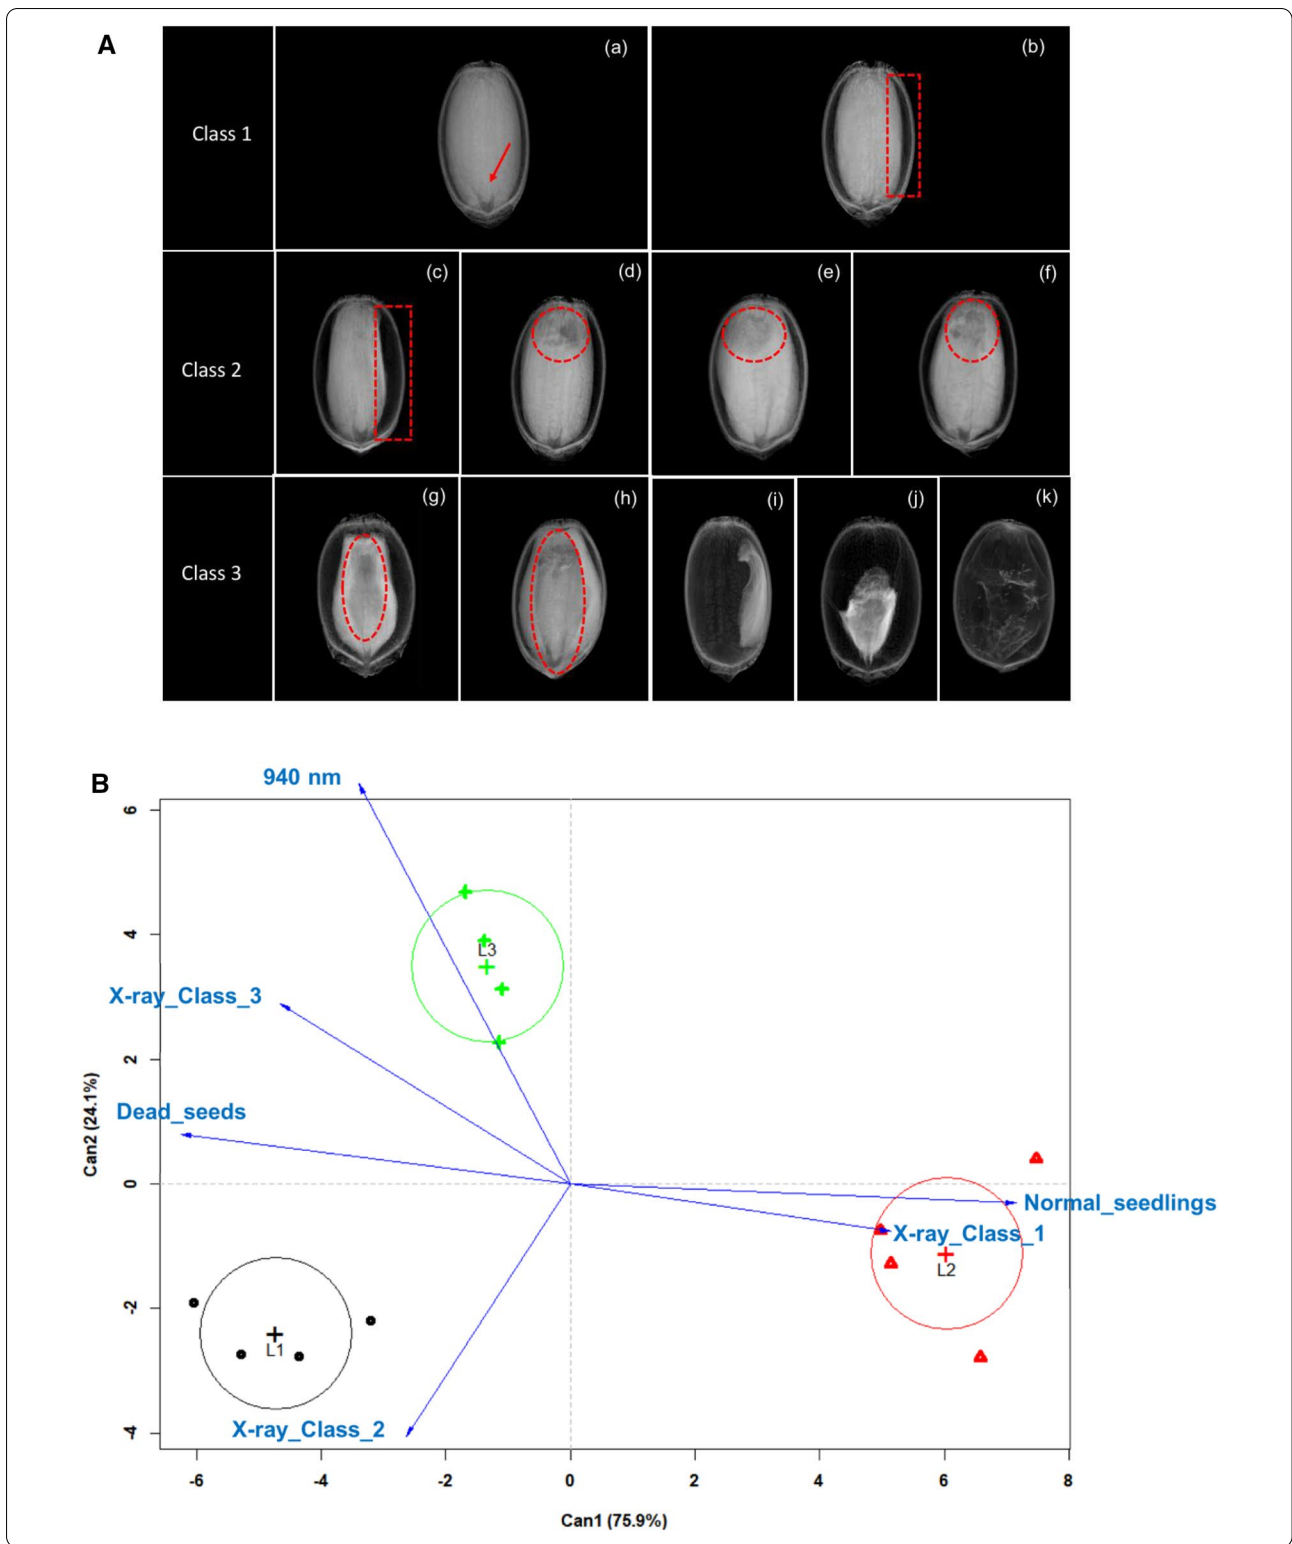 A
Class 1
(a)
(b)
Class 2
(c)
(d)
(e)
(f)
Class 3
(g)
(h)
(i)
(j)
(k)
B
940 nm
6
4
L3
X-ray_Class_3
2
Dead_seeds
Can2 (24.1%)
0
Normal_seedlings
X-ray_Class_1
L2
-2
L1
X-ray_Class_2
-4
-6 -4 -2 0 2 4 6 8
Can1 (75.9%)